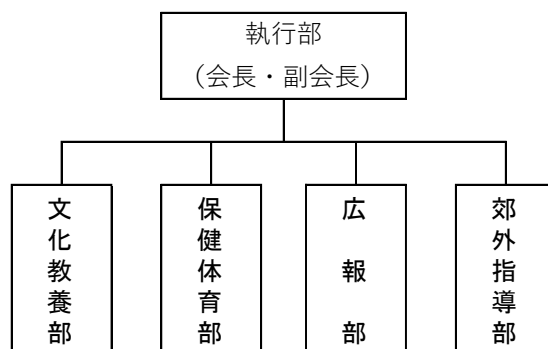 執行部
（会長・副会長）
文化教養部
保健体育部
広報部
郊外指導部